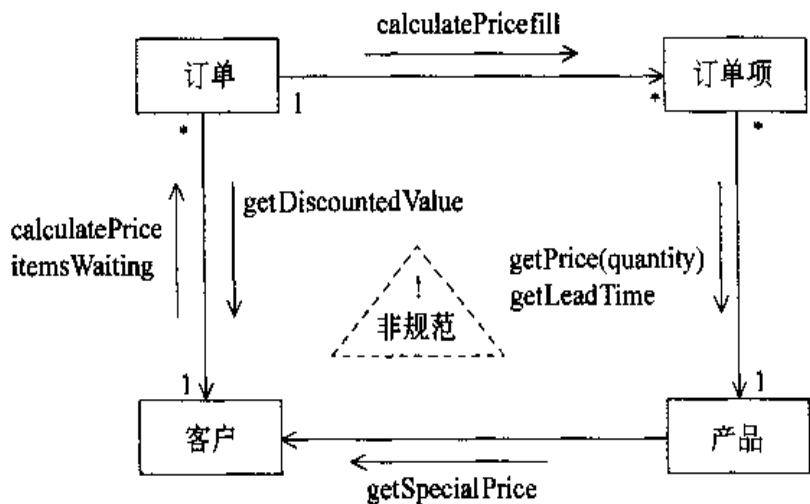 calculatePricefill
订单
订单项
1
*
*
*
getDiscountedValue
calculatePrice
itemsWaiting
getPrice(quantity)
getLeadTime
!
非规范
1
1
客户
产品
getSpecialPrice